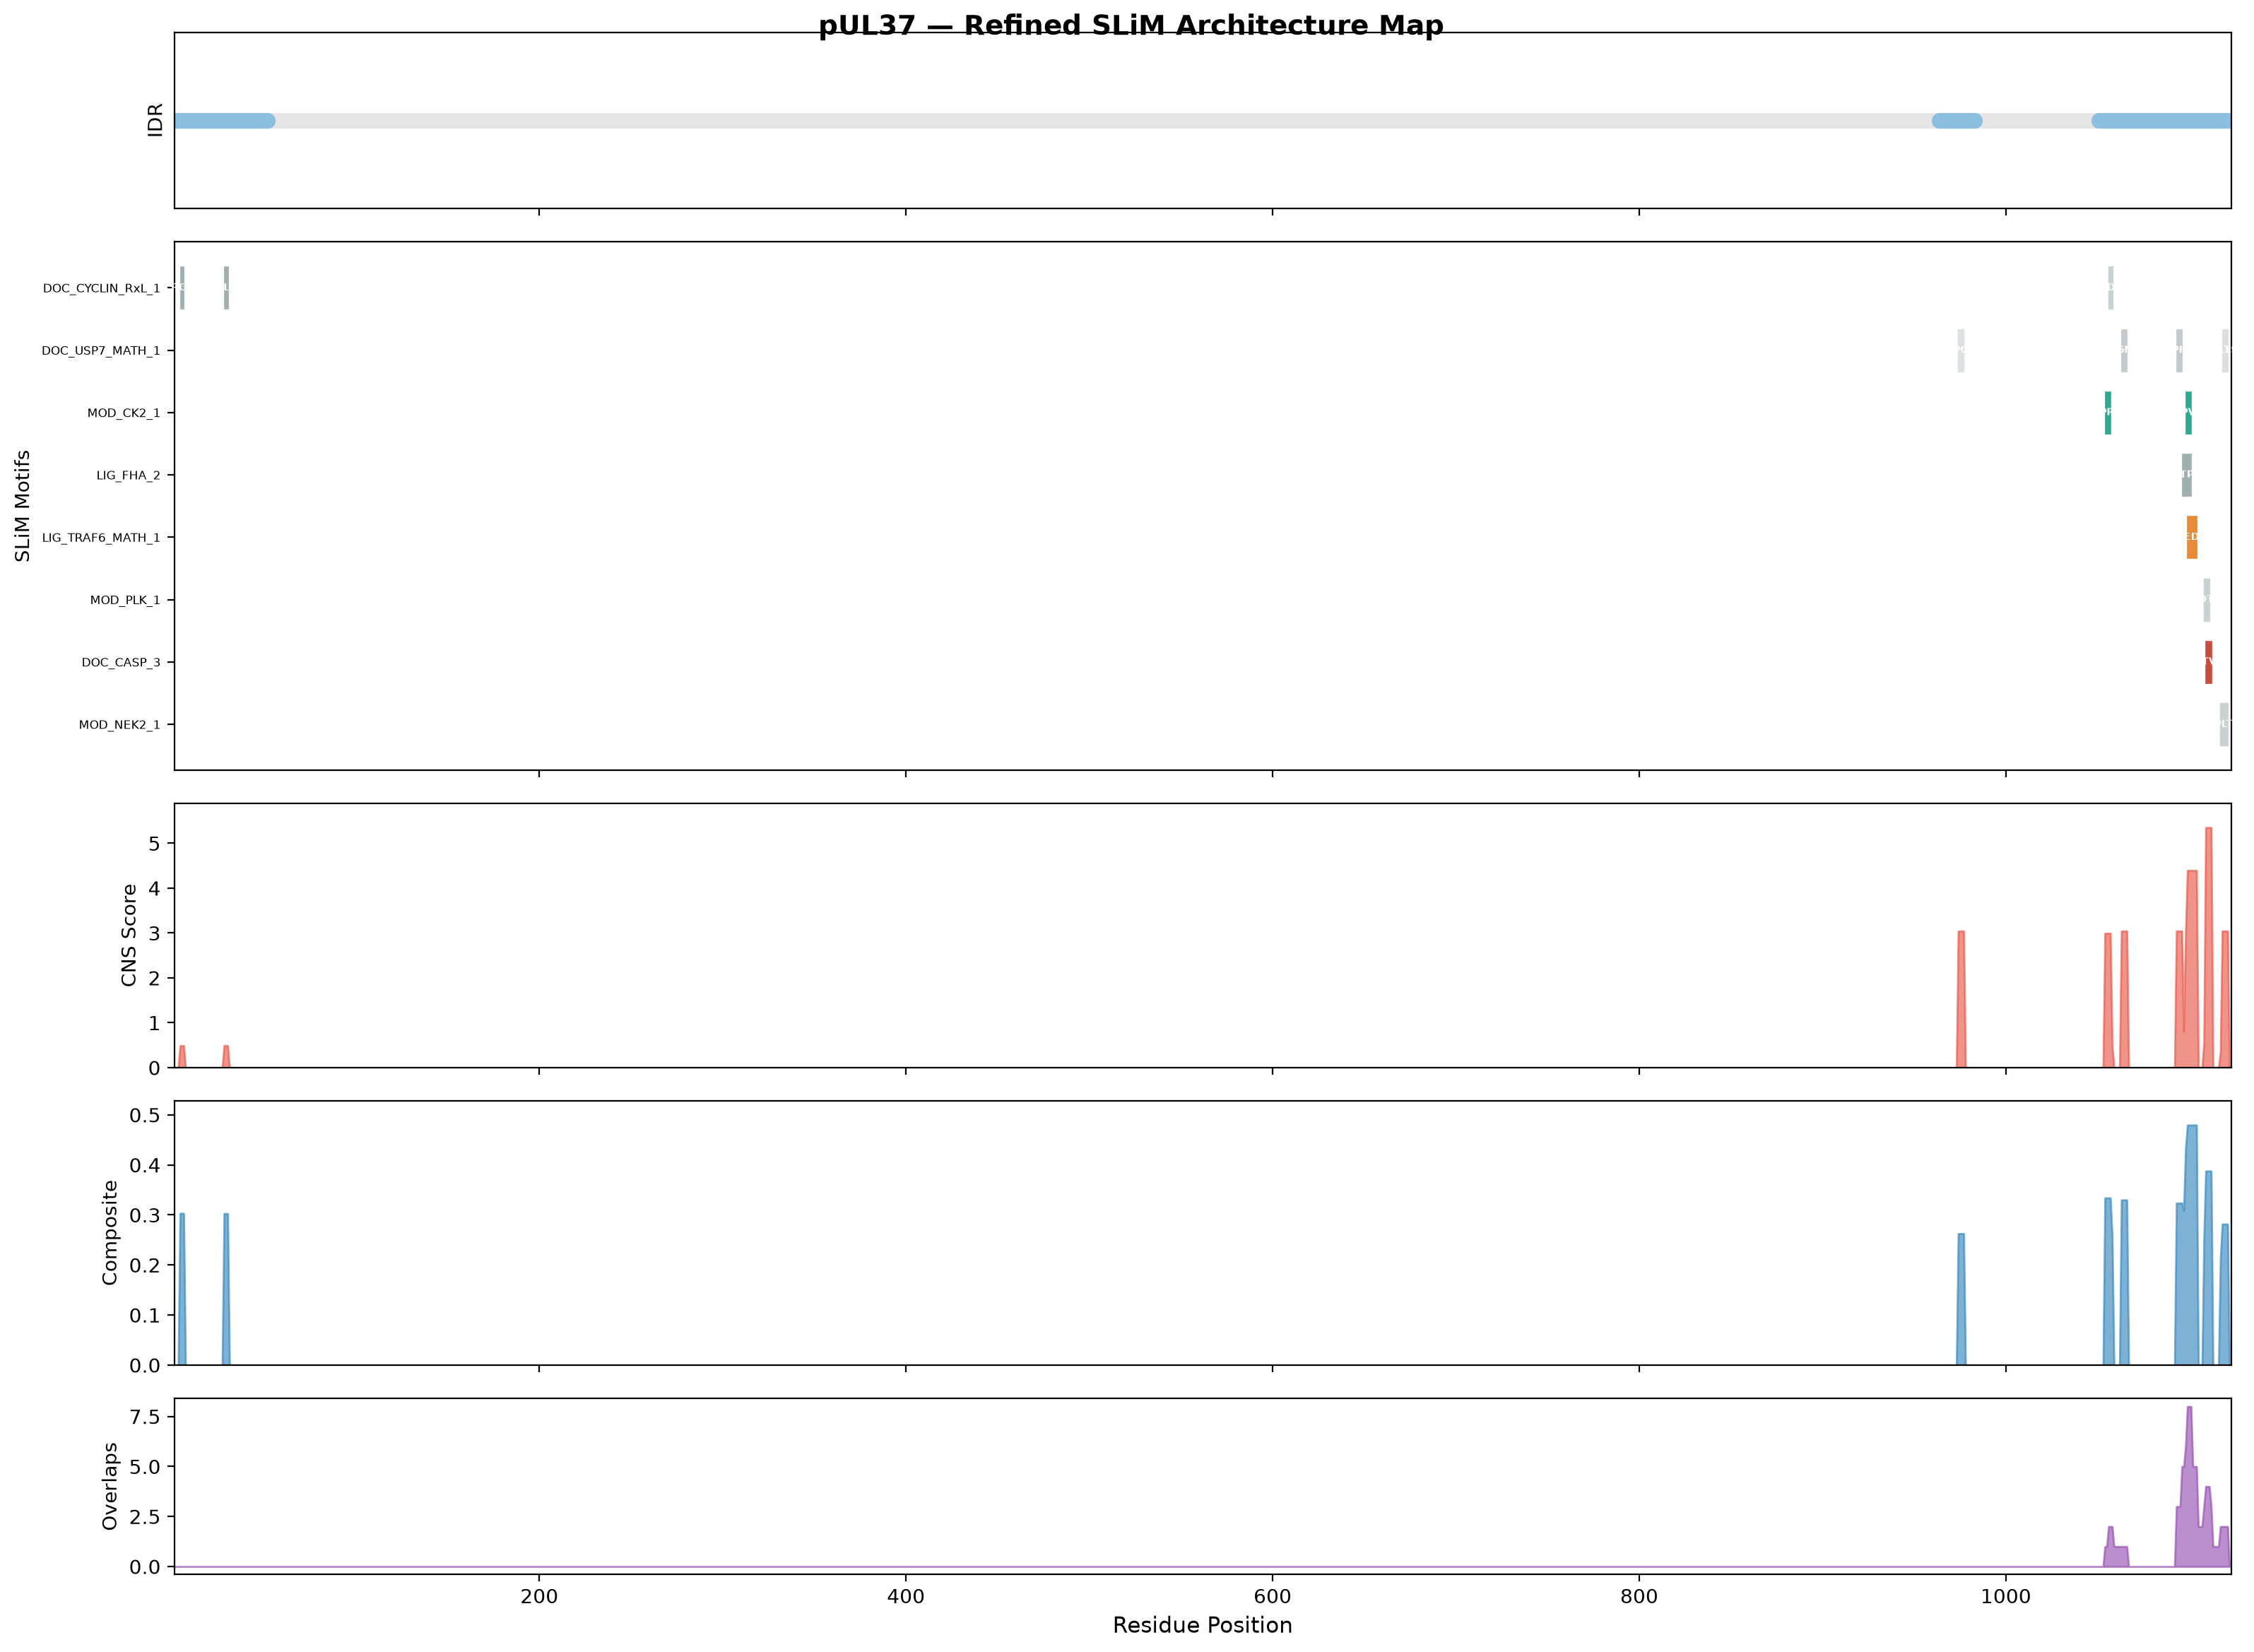 pUL37 — Refined SLiM Architecture Map
IDR
SLiM Motifs
DOC_CYCLIN_RxL_1
DOC_USP7_MATH_1
MOD_CK2_1
LIG_FHA_2
LIG_TRAF6_MATH_1
ED
MOD_PLK_1
DOC_CASP_3
MOD_NEK2_1
CNS Score
5
4
3
2
1
0
Composite
0.5
0.4
0.3
0.2
0.1
0.0
Overlaps
7.5
5.0
2.5
0.0
200 400 600 800 1000
Residue Position